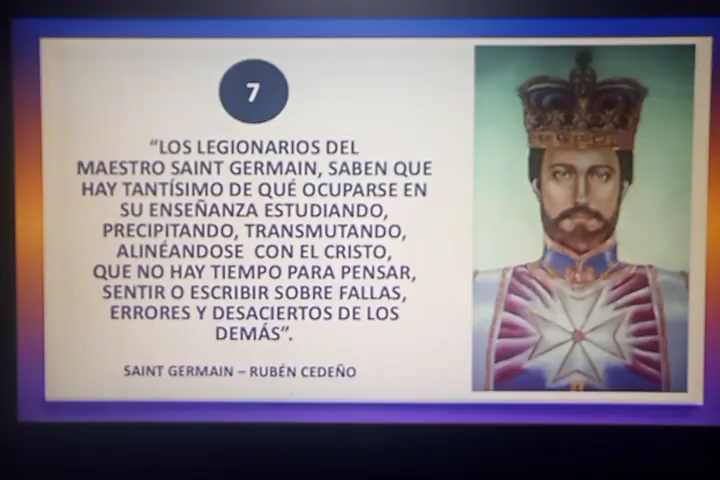 7
“LOS LEGIONARIOS DEL
MAESTRO SAINT GERMAIN, SABEN QUE
HAY TANTÍSIMO DE QUÉ OCUPARSE EN
SU ENSEÑANZA ESTUDIANDO,
PRECIPITANDO, TRANSMUTANDO,
ALINÉANDOSE CON EL CRISTO,
QUE NO HAY TIEMPO PARA PENSAR,
SENTIR O ESCRIBIR SOBRE FALLAS,
ERRORES Y DESACIERTOS DE LOS
DEMÁS”.
SAINT GERMAIN – RUBÉN CEDEÑO